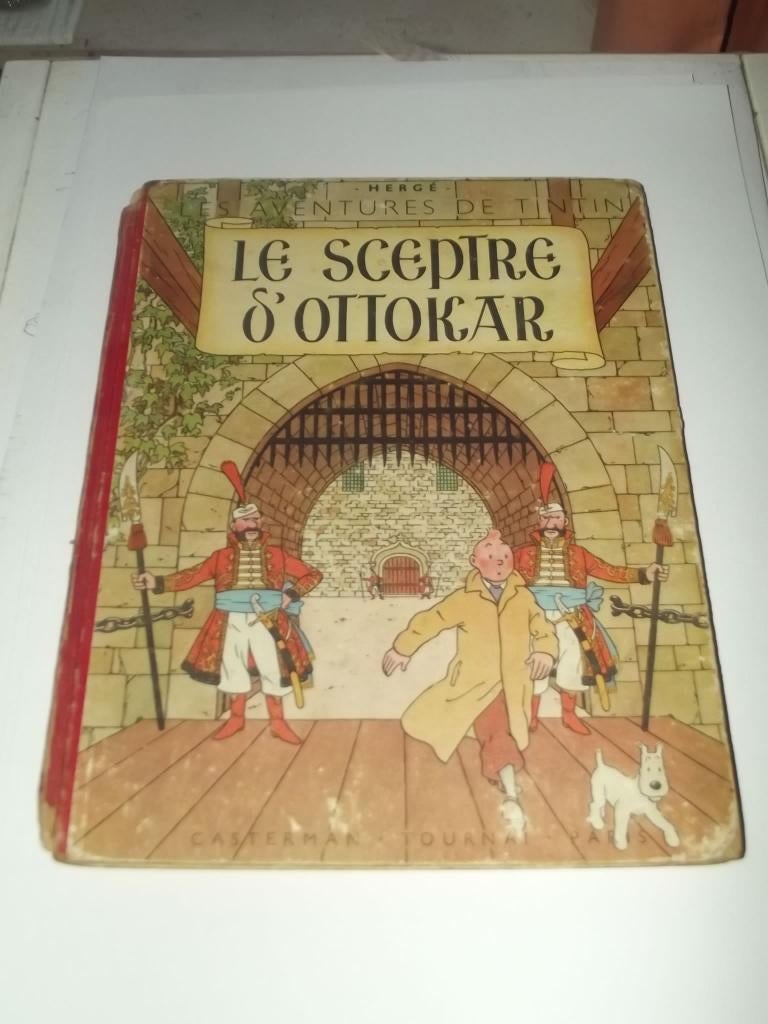 - HERGÉ -
LES AVENTURES DE TINTIN
LE SCEPTRE
D'OTTOKAR
CASTERMAN - TOURNAI - PARIS